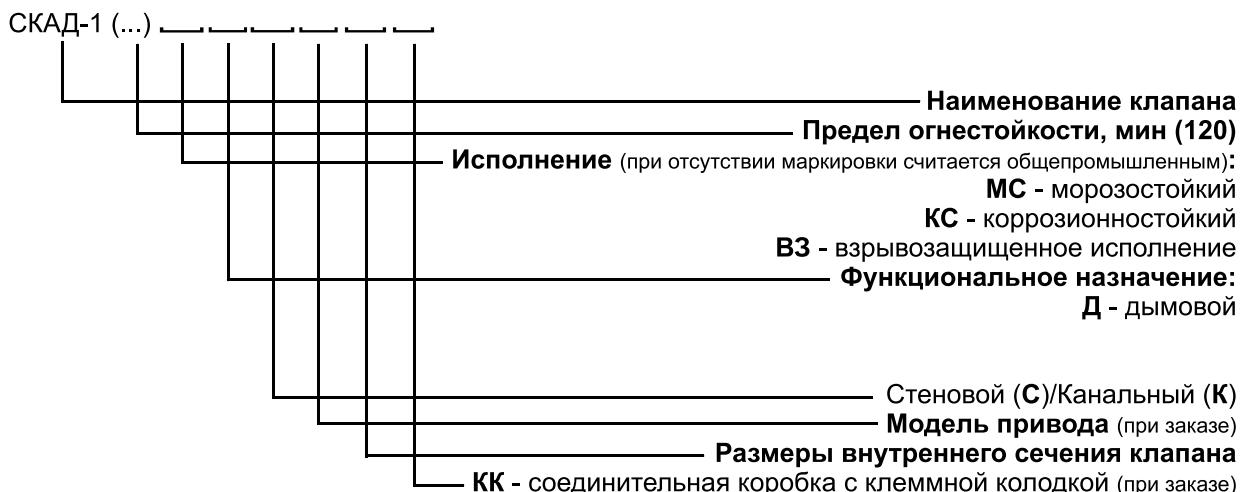 СКАД-1 (...)
Наименование клапана
Предел огнестойкости, мин (120)
Исполнение (при отсутствии маркировки считается общепромышленным):
МС - морозостойкий
КС - коррозионностойкий
ВЗ - взрывозащищенное исполнение
Функциональное назначение:
Д - дымовой
Стеновой (С)/Канальный (К)
Модель привода (при заказе)
Размеры внутреннего сечения клапана
КК - соединительная коробка с клеммной колодкой (при заказе)